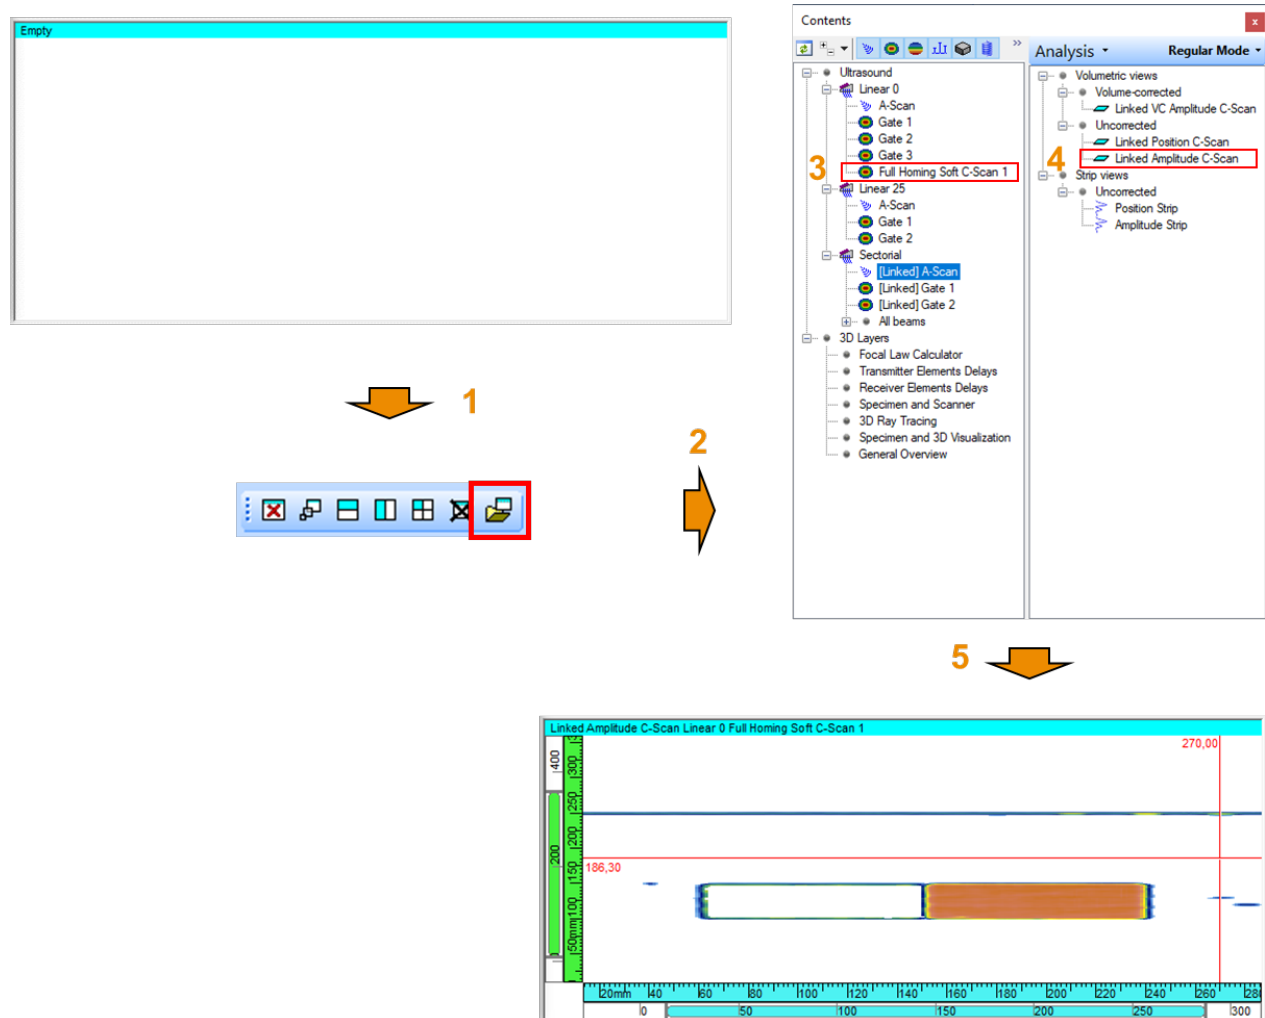 Empty
1
2
Contents
x
Analysis
Regular Mode
Ultrasound
Linear 0
A-Scan
Gate 1
Gate 2
Gate 3
3
Full Homing Soft C-Scan 1
Linear 25
A-Scan
Gate 1
Gate 2
Sectorial
[Linked] A-Scan
[Linked] Gate 1
[Linked] Gate 2
All beams
3D Layers
Focal Law Calculator
Transmitter Elements Delays
Receiver Elements Delays
Specimen and Scanner
3D Ray Tracing
Specimen and 3D Visualization
General Overview
Volumetric views
Volume-corrected
Linked VC Amplitude C-Scan
Uncorrected
Linked Position C-Scan
4
Linked Amplitude C-Scan
Strip views
Uncorrected
Position Strip
Amplitude Strip
5
Linked Amplitude C-Scan Linear 0 Full Homing Soft C-Scan 1
270,00
186,30
400
200
300
250
200
150
100
50mm
20mm 40 60 80 100 120 140 160 180 200 220 240 260
0 50 100 150 200 250 300